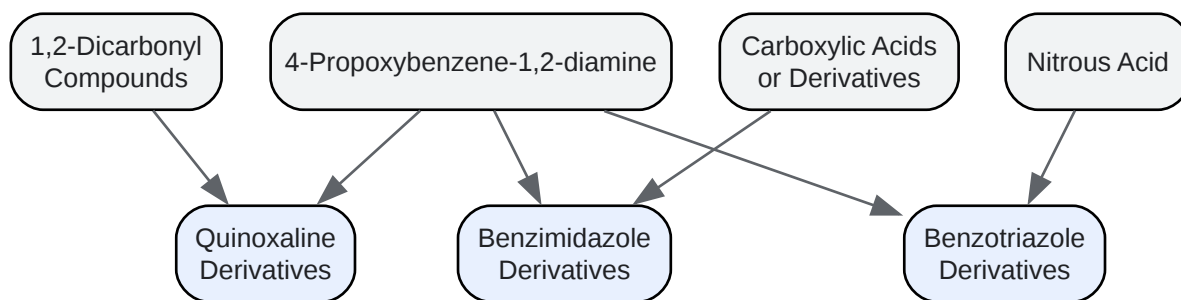 1,2-Dicarbonyl
Compounds
4-Propoxybenzene-1,2-diamine
Carboxylic Acids
or Derivatives
Nitrous Acid
Quinoxaline
Derivatives
Benzimidazole
Derivatives
Benzotriazole
Derivatives